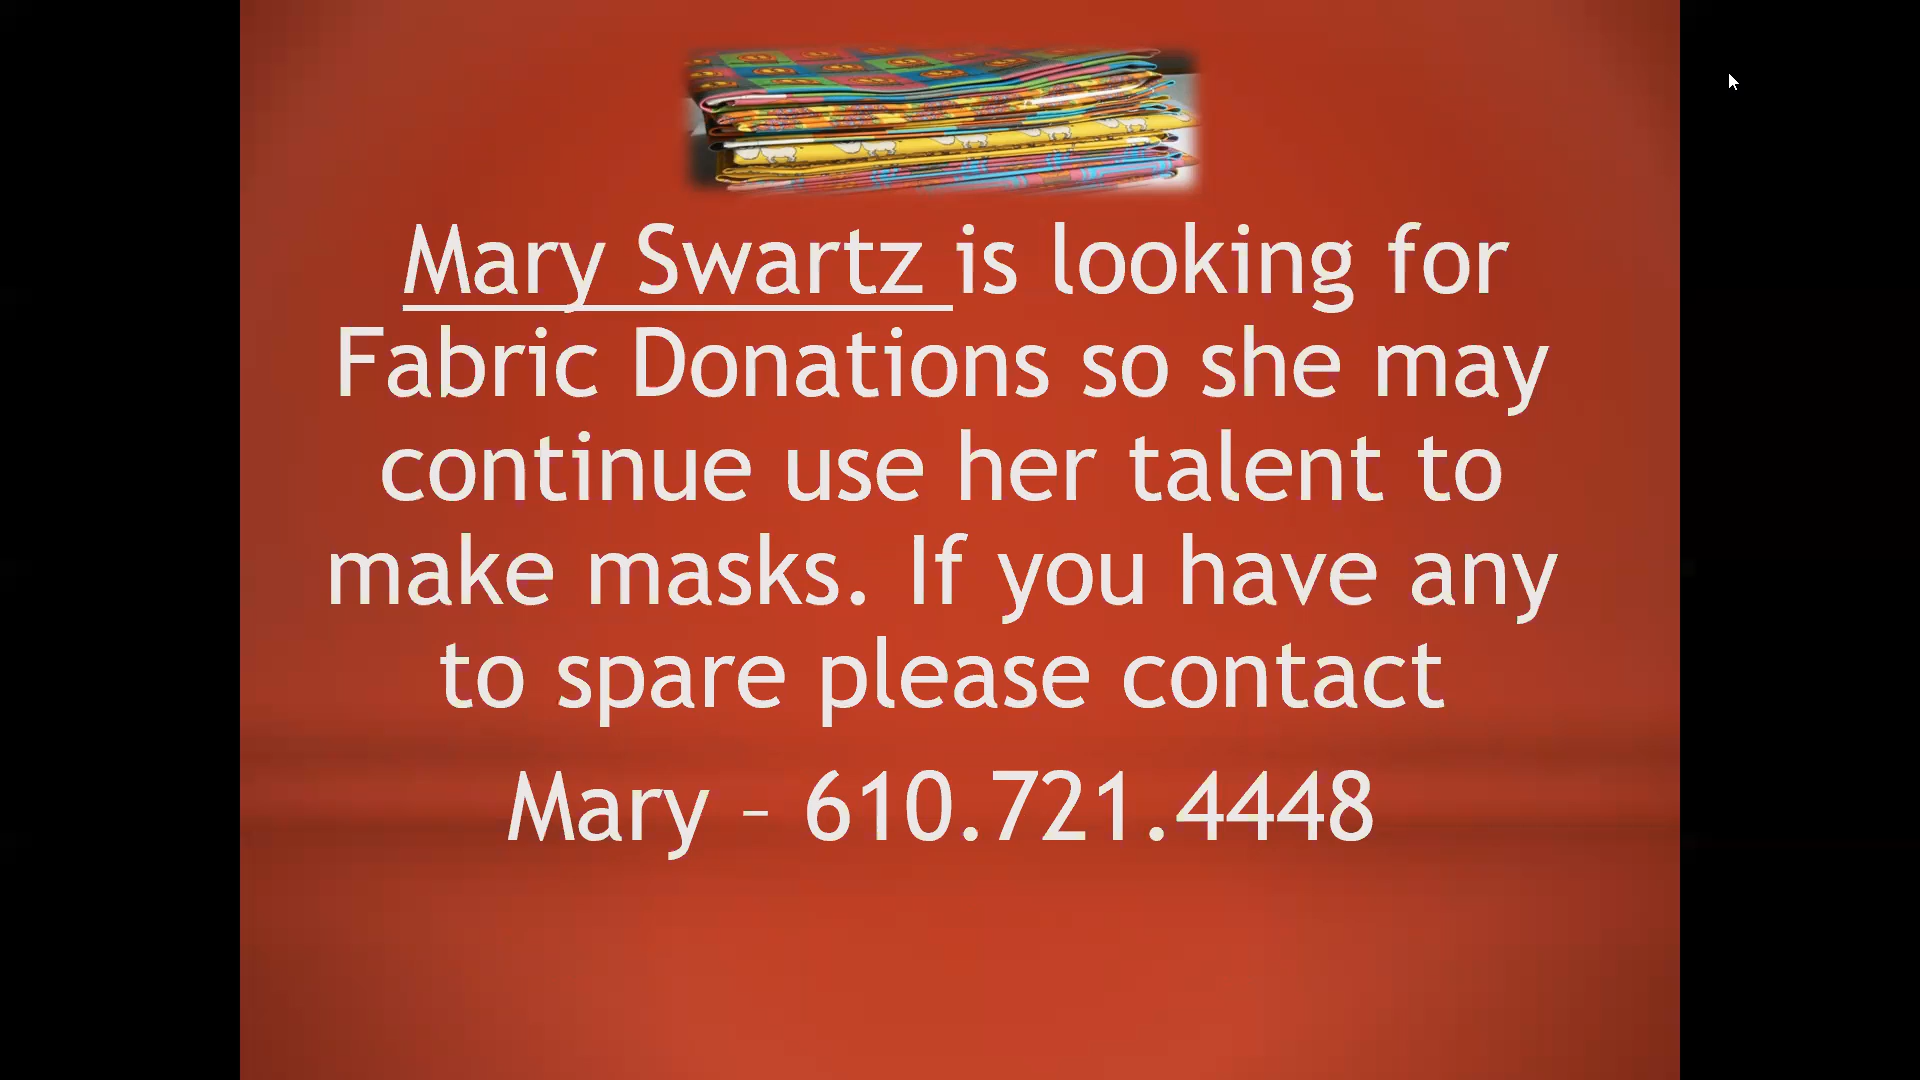 Mary Swartz is looking for
Fabric Donations so she may
continue use her talent to
make masks. If you have any
to spare please contact
Mary – 610.721.4448